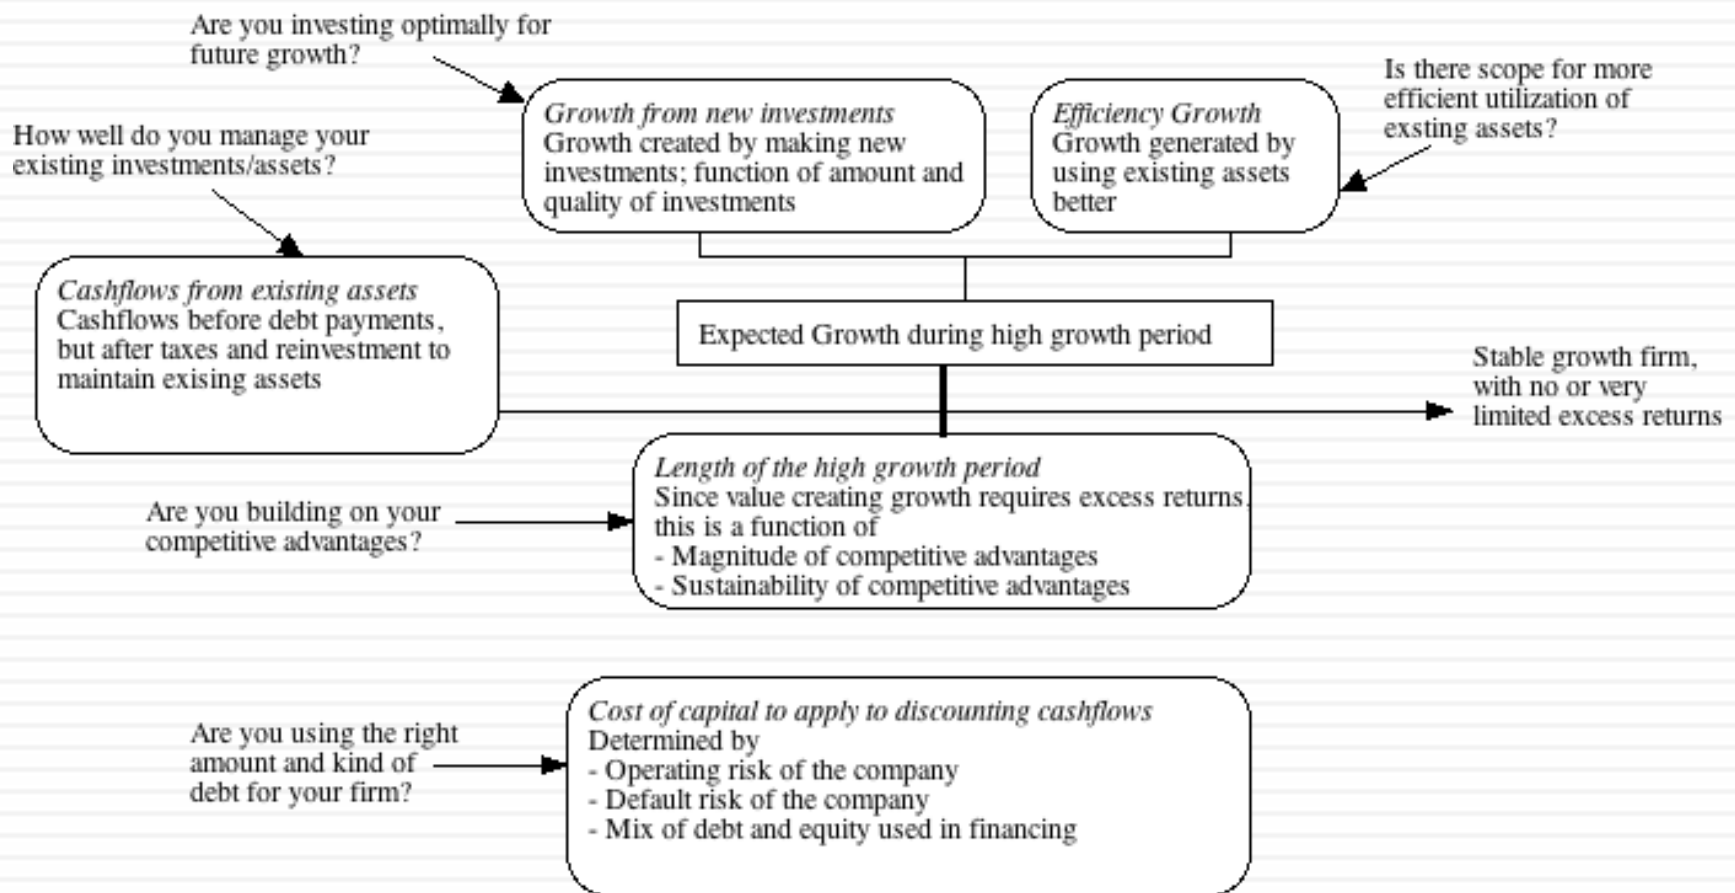 Are you investing optimally for
future growth?
How well do you manage your
existing investments/assets?
Growth from new investments
Growth created by making new
investments; function of amount and
quality of investments
Efficiency Growth
Growth generated by
using existing assets
better
Is there scope for more
efficient utilization of
exsting assets?
Cashflows from existing assets
Cashflows before debt payments,
but after taxes and reinvestment to
maintain exising assets
Expected Growth during high growth period
Stable growth firm,
with no or very
limited excess returns
Are you building on your
competitive advantages?
Length of the high growth period
Since value creating growth requires excess returns,
this is a function of
- Magnitude of competitive advantages
- Sustainability of competitive advantages
Are you using the right
amount and kind of
debt for your firm?
Cost of capital to apply to discounting cashflows
Determined by
- Operating risk of the company
- Default risk of the company
- Mix of debt and equity used in financing